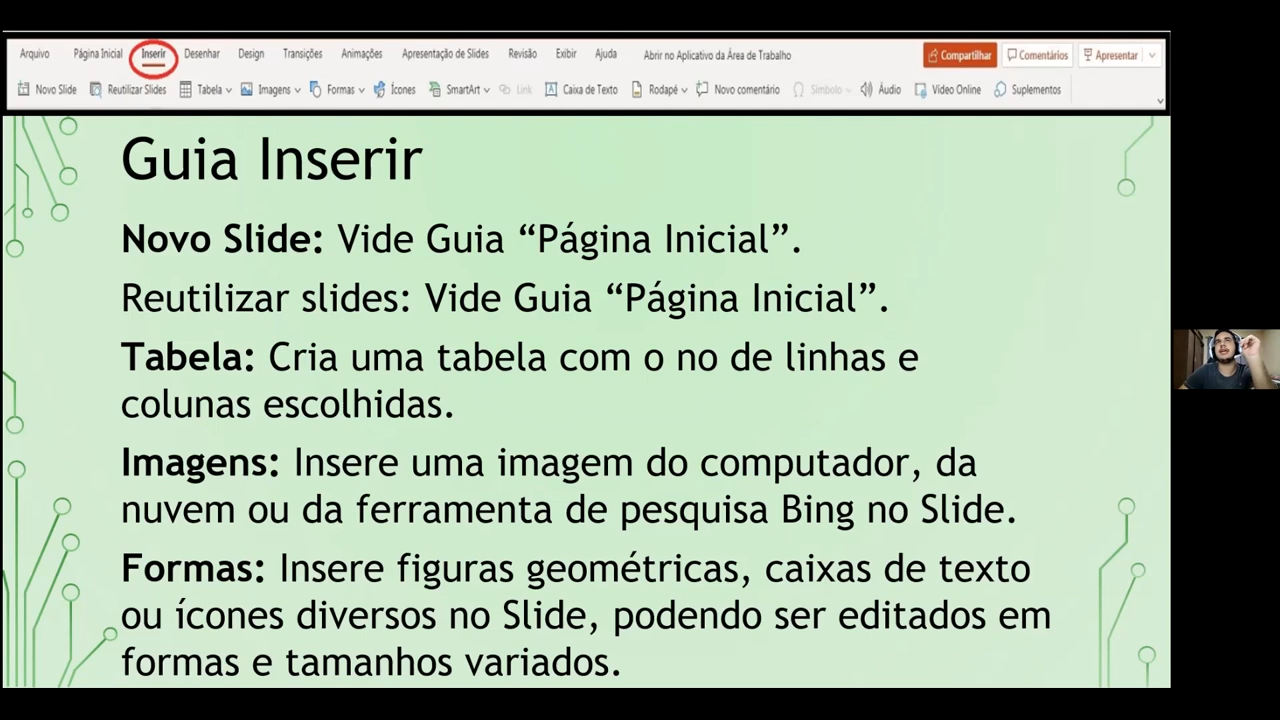 Arquivo Página Inicial Inserir Desenhar Design Transições Animações Apresentação de Slides Revisão Exibir Ajuda Abrir no Aplicativo da Área de Trabalho Compartilhar Comentários Apresentar
Novo Slide Reutilizar Slides Tabela Imagens Formas Ícones SmartArt Link Caixa de Texto Rodapé Novo comentário Símbolo Áudio Vídeo Online Suplementos
Guia Inserir
Novo Slide: Vide Guia “Página Inicial”.
Reutilizar slides: Vide Guia “Página Inicial”.
Tabela: Cria uma tabela com o no de linhas e
colunas escolhidas.
Imagens: Insere uma imagem do computador, da
nuvem ou da ferramenta de pesquisa Bing no Slide.
Formas: Insere figuras geométricas, caixas de texto
ou ícones diversos no Slide, podendo ser editados em
formas e tamanhos variados.